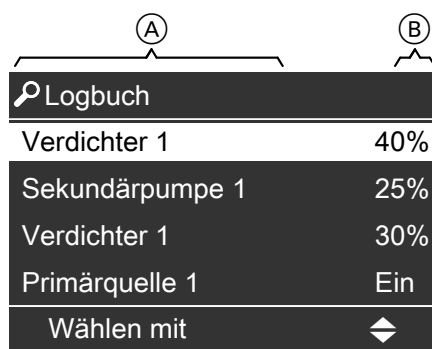 A B
Logbuch
Verdichter 1 40%
Sekundärpumpe 1 25%
Verdichter 1 30%
Primärquelle 1 Ein
Wählen mit